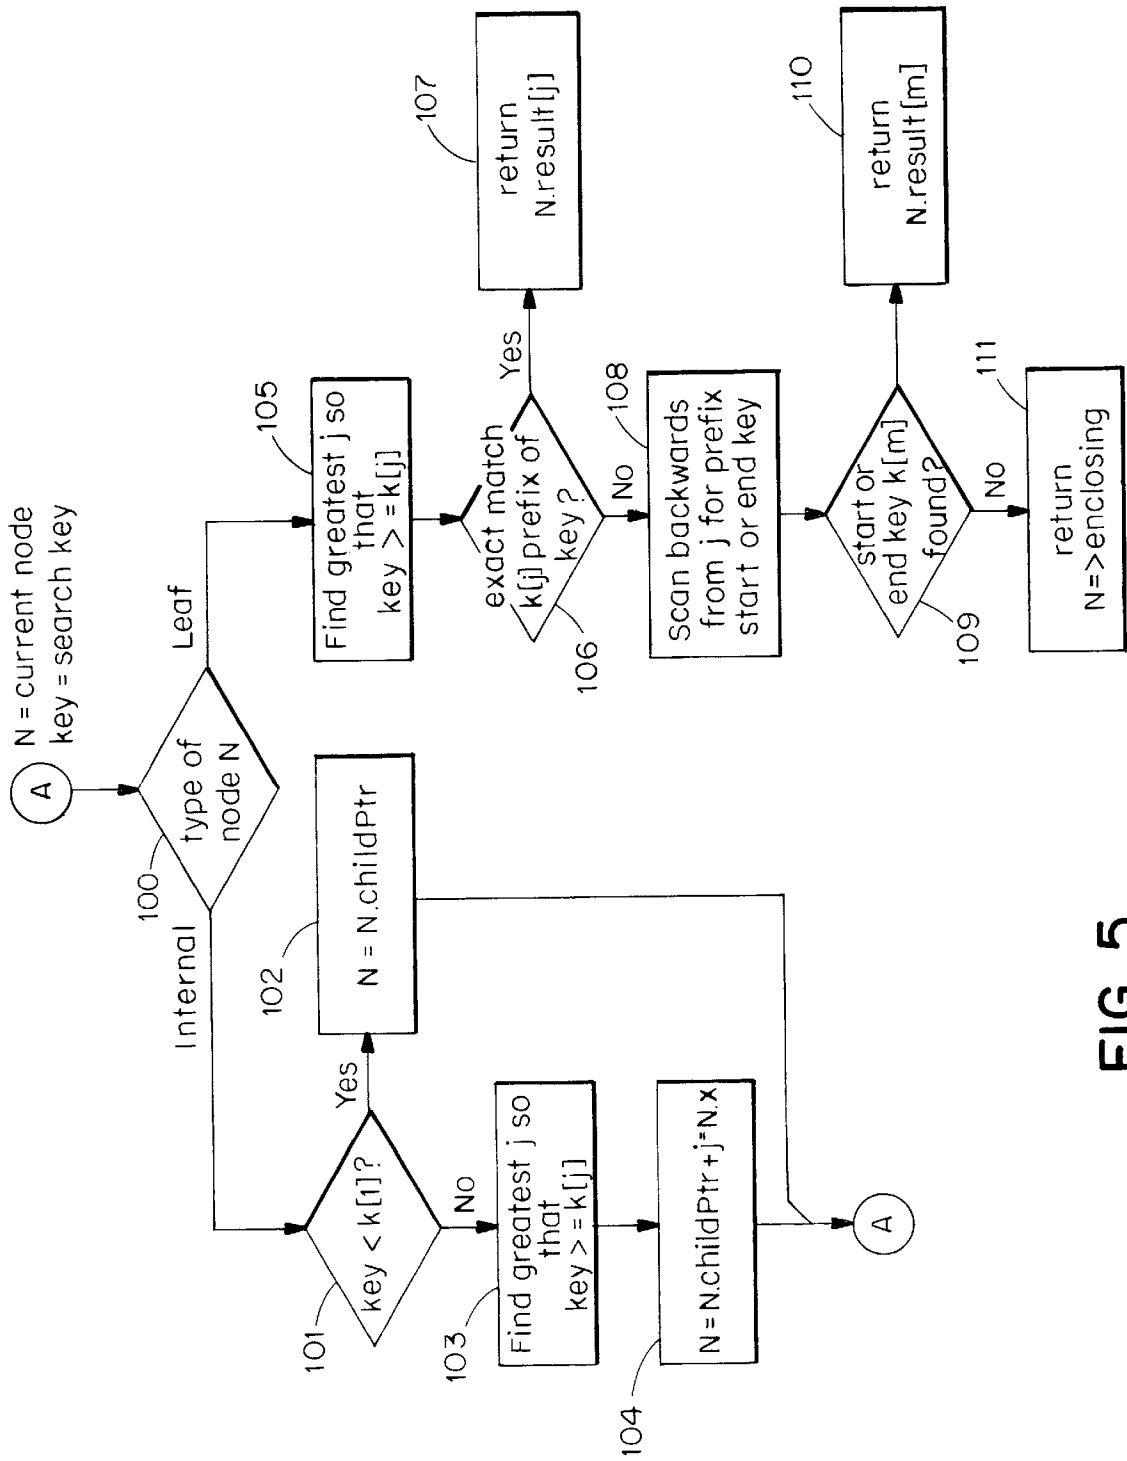 N = current node
key = search key
A
100
type of
node N
Internal
Leaf
101
key < k[1]?
Yes
102
N = N.childPtr
No
103
Find greatest j so
that
key > = k[j]
104
N = N.childPtr+j=N.x
A
105
Find greatest j so
that
key > = k[j]
106
exact match
k[j] prefix of
key?
Yes
107
return
N.result[j]
No
108
Scan backwards
from j for prefix
start or end key
109
start or
end key k[m]
found?
110
return
N.result[m]
No
111
return
N=>enclosing
FIG 5